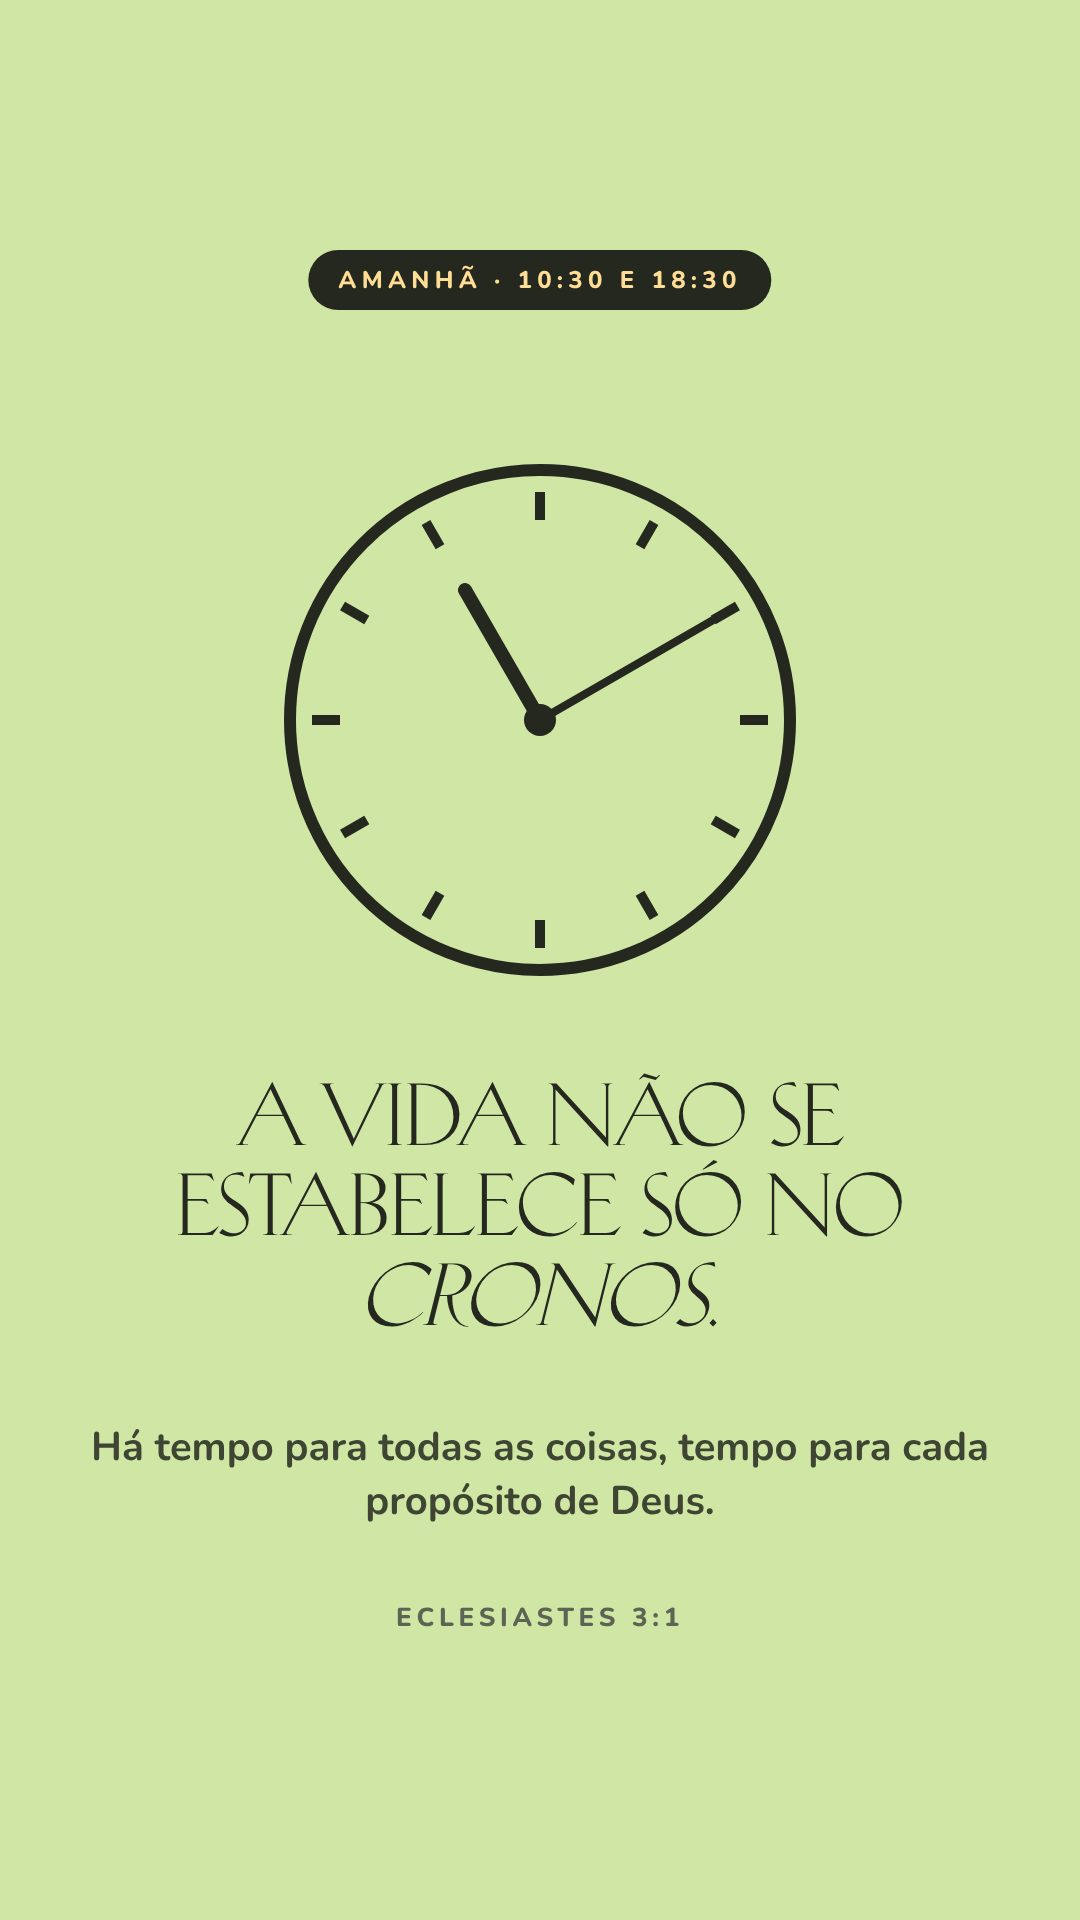 AMANHÃ · 10:30 E 18:30
A VIDA NÃO SE
ESTABELECE SÓ NO
CRONOS.
Há tempo para todas as coisas, tempo para cada
propósito de Deus.
ECLESIASTES 3:1